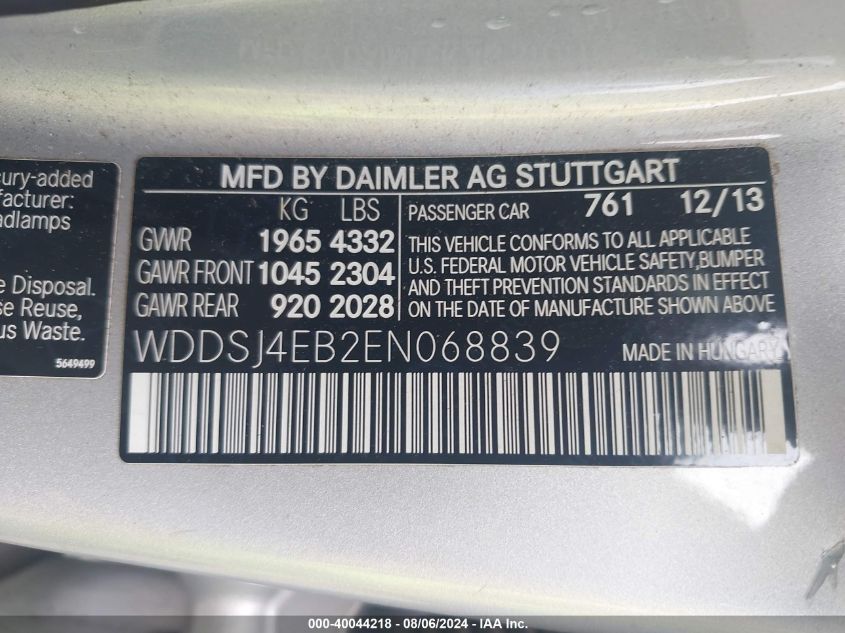 cury-added
facturer:
eadlamps
e Disposal.
se Reuse,
us Waste.
5649499
MFD BY DAIMLER AG STUTTGART
KG LBS
GVWR 1965 4332
GAWR FRONT 1045 2304
GAWR REAR 920 2028
PASSENGER CAR 761 12/13
THIS VEHICLE CONFORMS TO ALL APPLICABLE
U.S. FEDERAL MOTOR VEHICLE SAFETY,BUMPER
AND THEFT PREVENTION STANDARDS IN EFFECT
ON THE DATE OF MANUFACTURE SHOWN ABOVE
WDDSJ4EB2EN068839
MADE IN HUNGARY
000-40044218 - 08/06/2024 - IAA Inc.